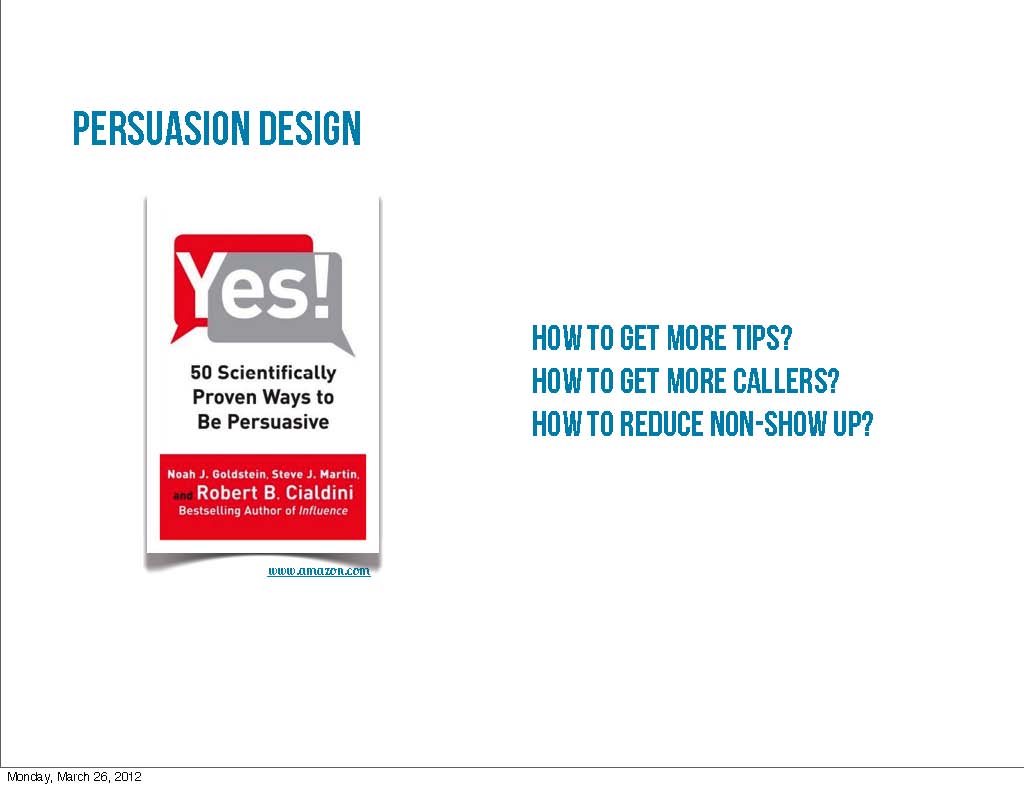 PERSUASION DESIGN
Yes!
50 Scientifically
Proven Ways to
Be Persuasive
Noah J. Goldstein, Steve J. Martin,
and Robert B. Cialdini
Bestselling Author of Influence
www.amazon.com
HOW TO GET MORE TIPS?
HOW TO GET MORE CALLERS?
HOW TO REDUCE NON-SHOW UP?
Monday, March 26, 2012